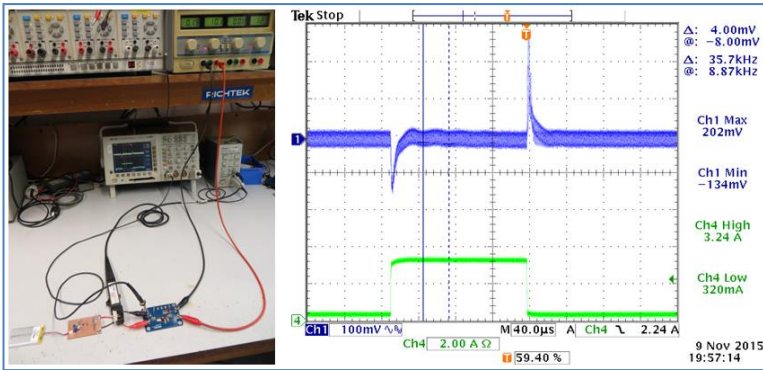 RICHTEK
Tek Stop
T
T
Δ: 4.00mV
@: -8.00mV
Δ: 35.7kHz
@: 8.87kHz
1
Ch1 Max
202mV
Ch1 Min
-134mV
Ch4 High
3.24 A
Ch4 Low
320mA
4
Ch1 100mV M 40.0µs A Ch4 2.24 A
Ch4 2.00 A Ω
T 59.40 %
9 Nov 2015
19:57:14